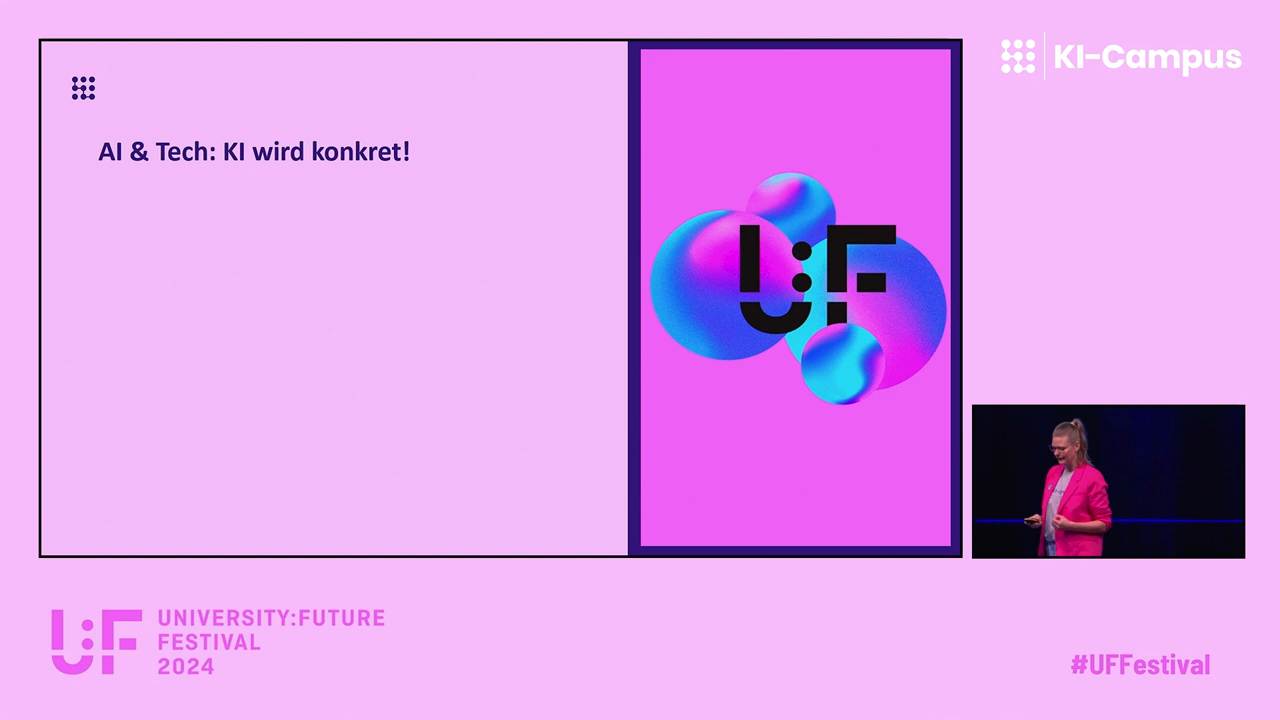 KI-Campus
AI & Tech: KI wird konkret!
U:F
U:F
UNIVERSITY:FUTURE
FESTIVAL
2024
#UFFestival